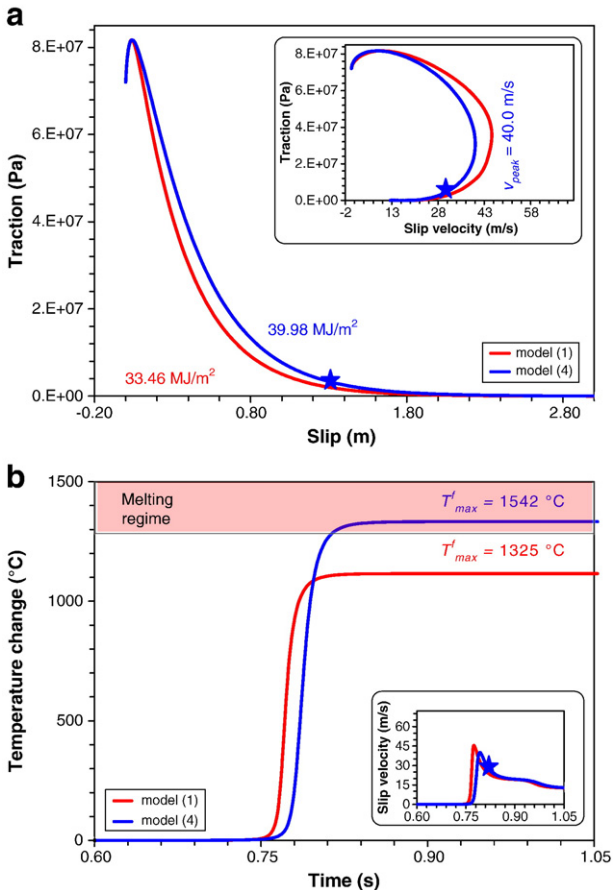 a
8.E+07
6.E+07
4.E+07
2.E+07
0.E+00
Traction (Pa)
-0.20
0.80
1.80
2.80
Slip (m)
39.98 MJ/m²
33.46 MJ/m²
model (1)
model (4)
8.E+07
6.E+07
4.E+07
2.E+07
0.E+00
Traction (Pa)
-2
13
28
43
58
Slip velocity (m/s)
v_peak = 40.0 m/s
b
1500
1000
500
0
Temperature change (°C)
Melting
regime
T^f_max = 1542 °C
T^f_max = 1325 °C
model (1)
model (4)
0.60
0.75
0.90
1.05
Time (s)
60
45
30
15
0
Slip velocity (m/s)
0.60
0.75
0.90
1.05